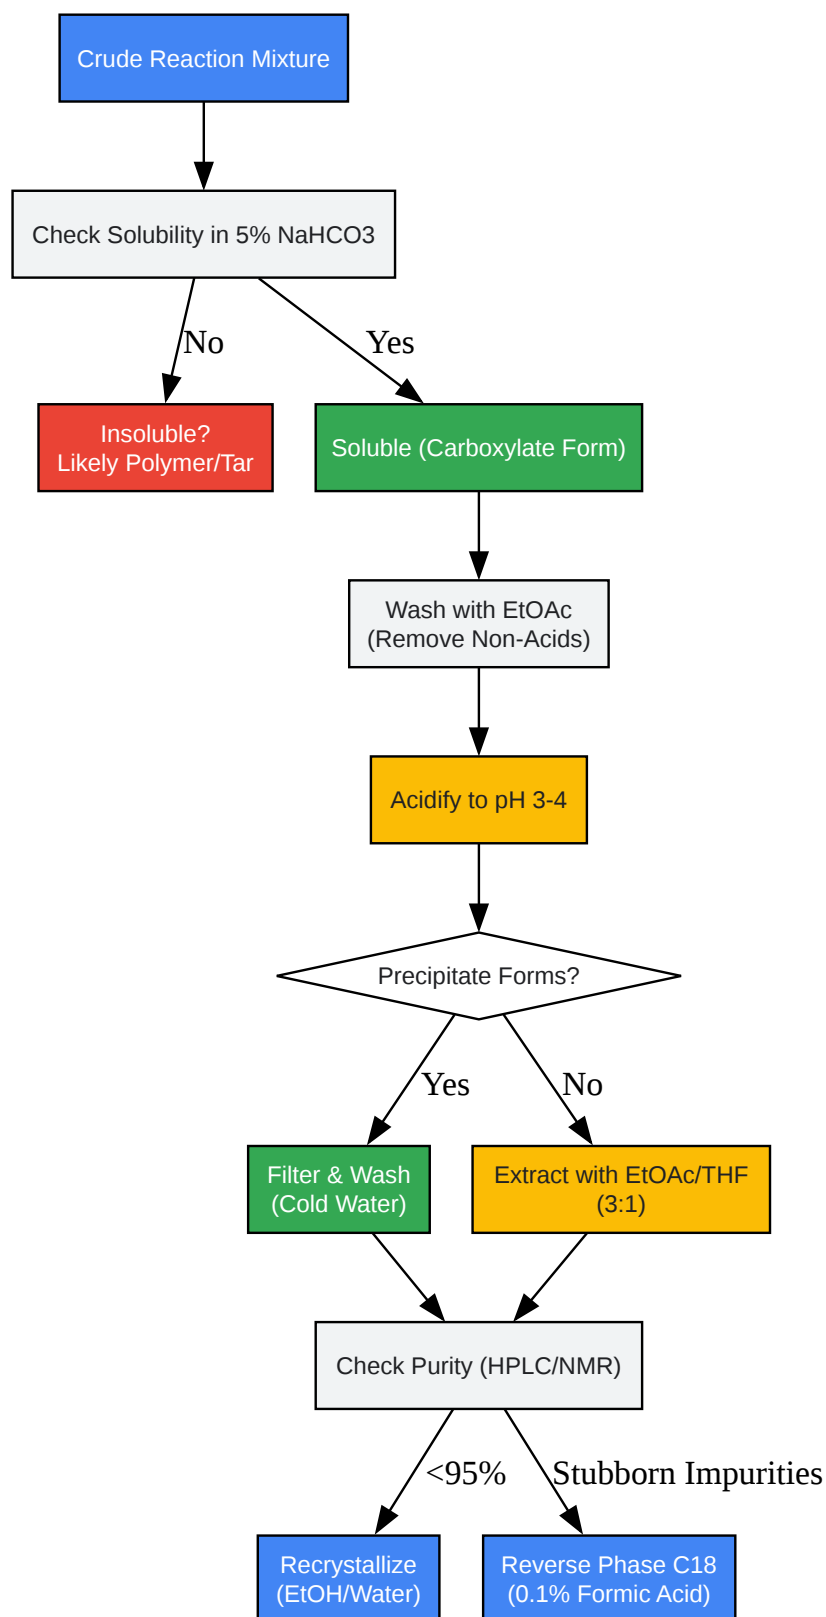 Crude Reaction Mixture
Check Solubility in 5% NaHCO3
No
Yes
Insoluble?
Likely Polymer/Tar
Soluble (Carboxylate Form)
Wash with EtOAc
(Remove Non-Acids)
Acidify to pH 3-4
Precipitate Forms?
Yes
No
Filter & Wash
(Cold Water)
Extract with EtOAc/THF
(3:1)
Check Purity (HPLC/NMR)
<95%
Stubborn Impurities
Recrystallize
(EtOH/Water)
Reverse Phase C18
(0.1% Formic Acid)